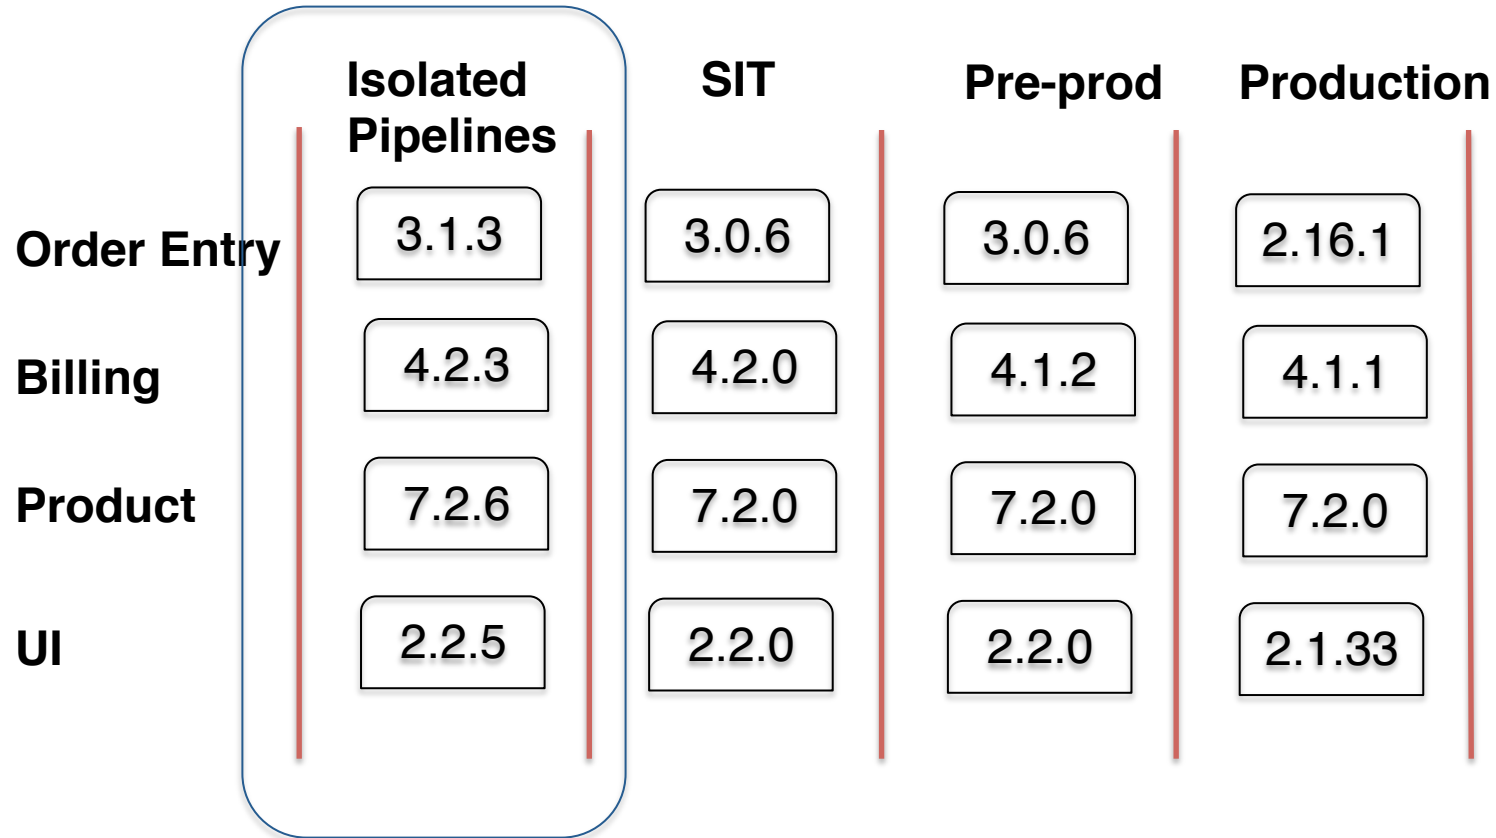 Isolated Pipelines SIT Pre-prod Production
Order Entry 3.1.3 3.0.6 3.0.6 2.16.1
Billing 4.2.3 4.2.0 4.1.2 4.1.1
Product 7.2.6 7.2.0 7.2.0 7.2.0
UI 2.2.5 2.2.0 2.2.0 2.1.33